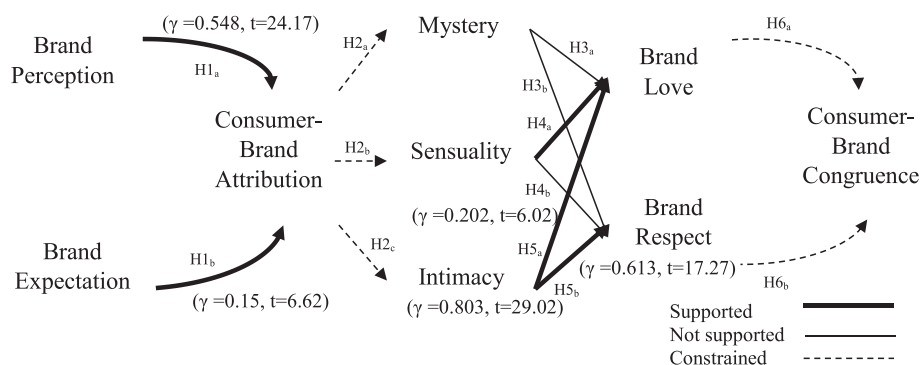 (γ =0.548, t=24.17)
Brand
Perception
H1a
Consumer-
Brand
Attribution
Brand
Expectation
H1b
(γ =0.15, t=6.62)
H2a
H2b
H2c
Mystery
Sensuality
(γ =0.202, t=6.02)
Intimacy
(γ =0.803, t=29.02)
H3a
H3b
H4a
H4b
H5a
H5b
Brand
Love
Brand
Respect
(γ =0.613, t=17.27)
H6a
H6b
Consumer-
Brand
Congruence
Supported
Not supported
Constrained